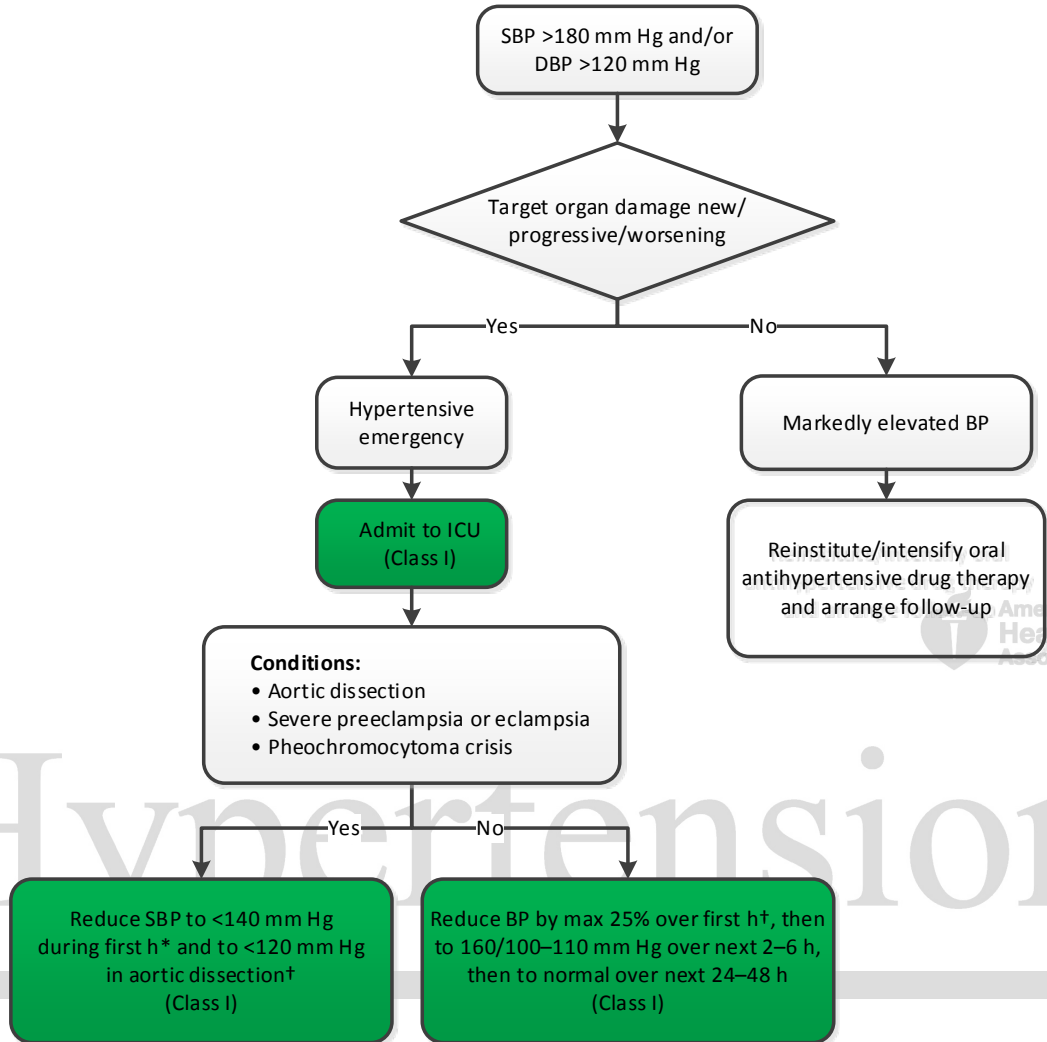 SBP >180 mm Hg and/or
DBP >120 mm Hg
Target organ damage new/
progressive/worsening
Yes
No
Hypertensive
emergency
Markedly elevated BP
Admit to ICU
(Class I)
Reinstitute/intensify oral
antihypertensive drug therapy
and arrange follow-up
Conditions:
• Aortic dissection
• Severe preeclampsia or eclampsia
• Pheochromocytoma crisis
Hypertension
Yes
No
Reduce SBP to <140 mm Hg
during first h* and to <120 mm Hg
in aortic dissection†
(Class I)
Reduce BP by max 25% over first h†, then
to 160/100–110 mm Hg over next 2–6 h,
then to normal over next 24–48 h
(Class I)